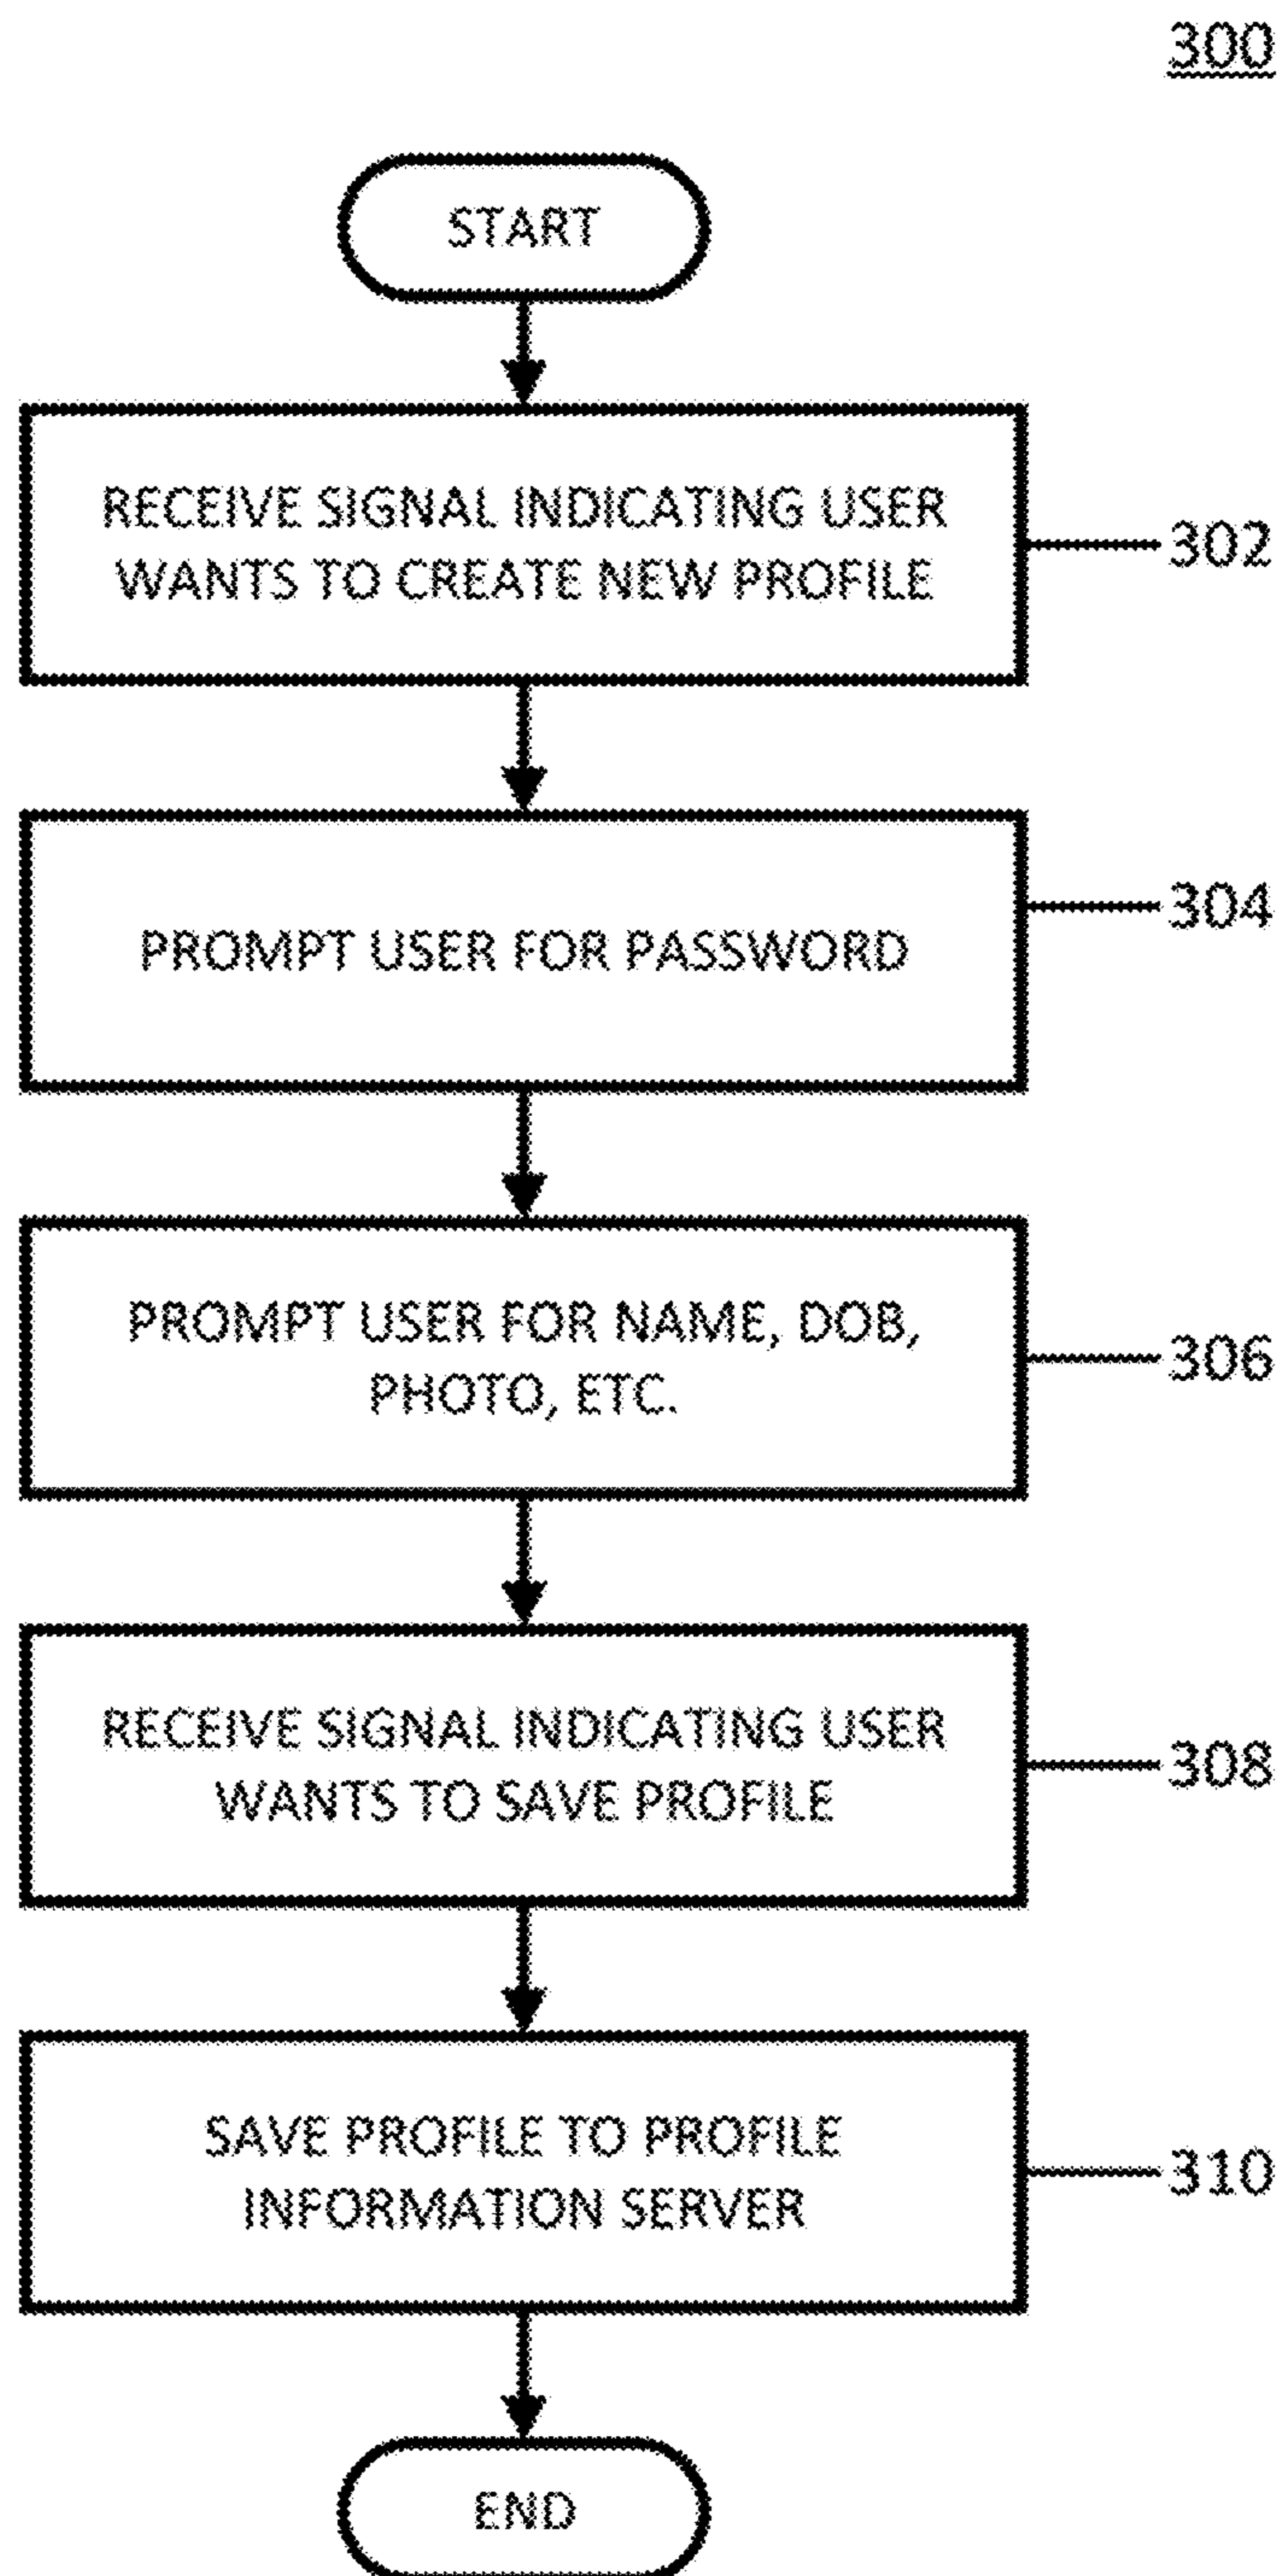 300
START
RECEIVE SIGNAL INDICATING USER
WANTS TO CREATE NEW PROFILE
302
PROMPT USER FOR PASSWORD
304
PROMPT USER FOR NAME, DOB,
PHOTO, ETC.
306
RECEIVE SIGNAL INDICATING USER
WANTS TO SAVE PROFILE
308
SAVE PROFILE TO PROFILE
INFORMATION SERVER
310
END